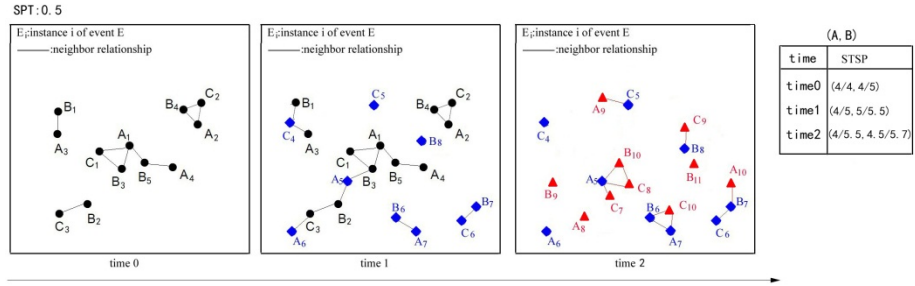 SPT:0.5
Eᵢ:instance i of event E
———:neighbor relationship
B₁
A₃
C₂
B₄
A₂
A₁
C₁
B₃
B₅
A₄
B₂
C₃
time 0
Eᵢ:instance i of event E
———:neighbor relationship
B₁
C₄
A₃
C₅
C₂
B₄
A₂
B₈
A₁
C₁
B₃
B₅
A₄
A₅
B₂
C₃
A₆
B₆
A₇
B₇
C₆
time 1
Eᵢ:instance i of event E
———:neighbor relationship
A₉
C₅
C₄
C₉
B₈
B₁₀
B₁₁
A₅
C₈
C₇
B₉
A₁₀
A₈
A₆
B₆
C₁₀
A₇
B₇
C₆
time 2
(A,B)
time STSP
time0 (4/4, 4/5)
time1 (4/5, 5/5.5)
time2 (4/5.5, 4.5/5.7)